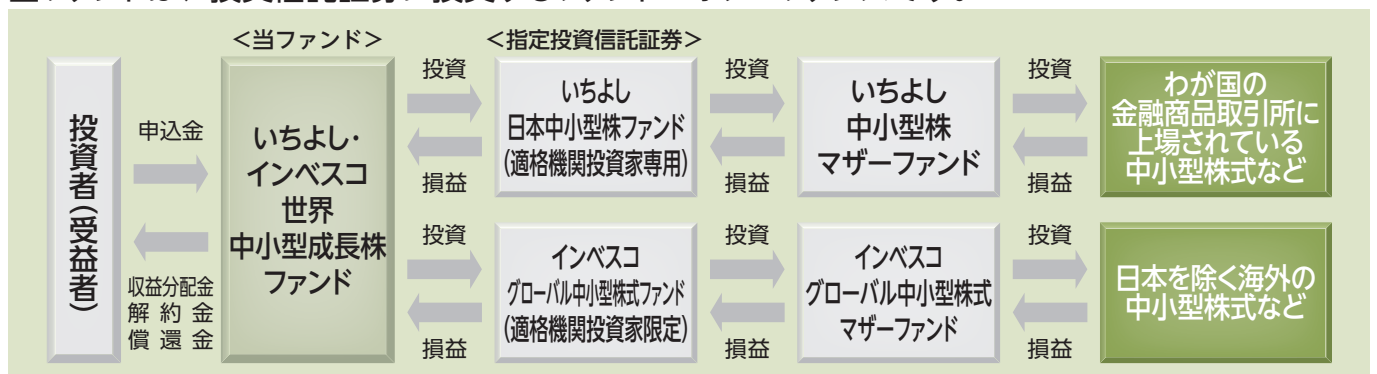 ＜当ファンド＞
＜指定投資信託証券＞
投資者(受益者)
申込金
収益分配金
解約金
償還金
いちよし・
インベスコ
世界
中小型成長株
ファンド
投資
損益
いちよし
日本中小型株ファンド
(適格機関投資家専用)
投資
損益
いちよし
中小型株
マザーファンド
投資
損益
わが国の
金融商品取引所に
上場されている
中小型株式など
投資
損益
インベスコ
グローバル中小型株式ファンド
(適格機関投資家限定)
投資
損益
インベスコ
グローバル中小型株式
マザーファンド
投資
損益
日本を除く海外の
中小型株式など